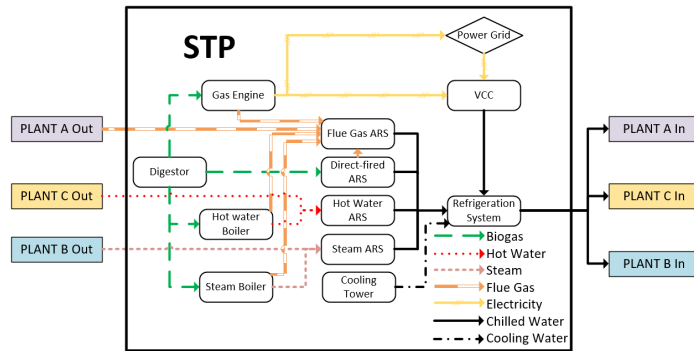 STP
Power Grid
Gas Engine
VCC
PLANT A Out
Flue Gas ARS
PLANT A In
Digestor
Direct-fired
ARS
PLANT C Out
Hot water
Boiler
Hot Water
ARS
Refrigeration
System
PLANT C In
PLANT B Out
Steam ARS
Biogas
Hot Water
PLANT B In
Steam
Steam Boiler
Cooling
Tower
Flue Gas
Electricity
Chilled Water
Cooling Water